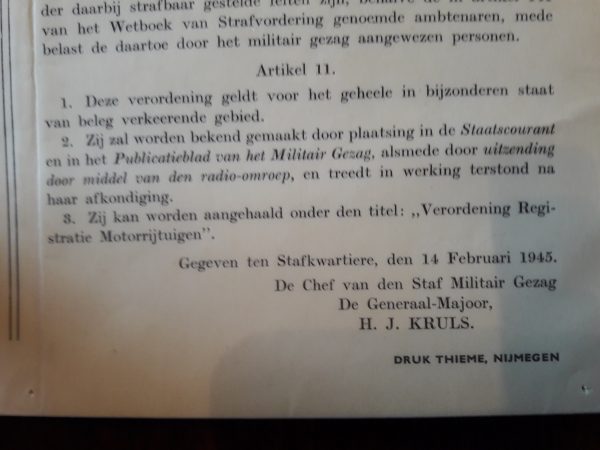 der daarbij strafbaar gestelde feiten zijn, behalve de in
van het Wetboek van Strafvordering genoemde ambtenaren, mede
belast de daartoe door het militair gezag aangewezen personen.
Artikel 11.
1. Deze verordening geldt voor het geheele in bijzonderen staat
van beleg verkeerende gebied.
2. Zij zal worden bekend gemaakt door plaatsing in de Staatscourant
en in het Publicatieblad van het Militair Gezag, alsmede door uitzending
door middel van den radio-omroep, en treedt in werking terstond na
haar afkondiging.
3. Zij kan worden aangehaald onder den titel: ,,Verordening Regi-
stratie Motorrijtuigen”.
Gegeven ten Stafkwartiere, den 14 Februari 1945.
De Chef van den Staf Militair Gezag
De Generaal-Majoor,
H. J. KRULS.
DRUK THIEME, NIJMEGEN